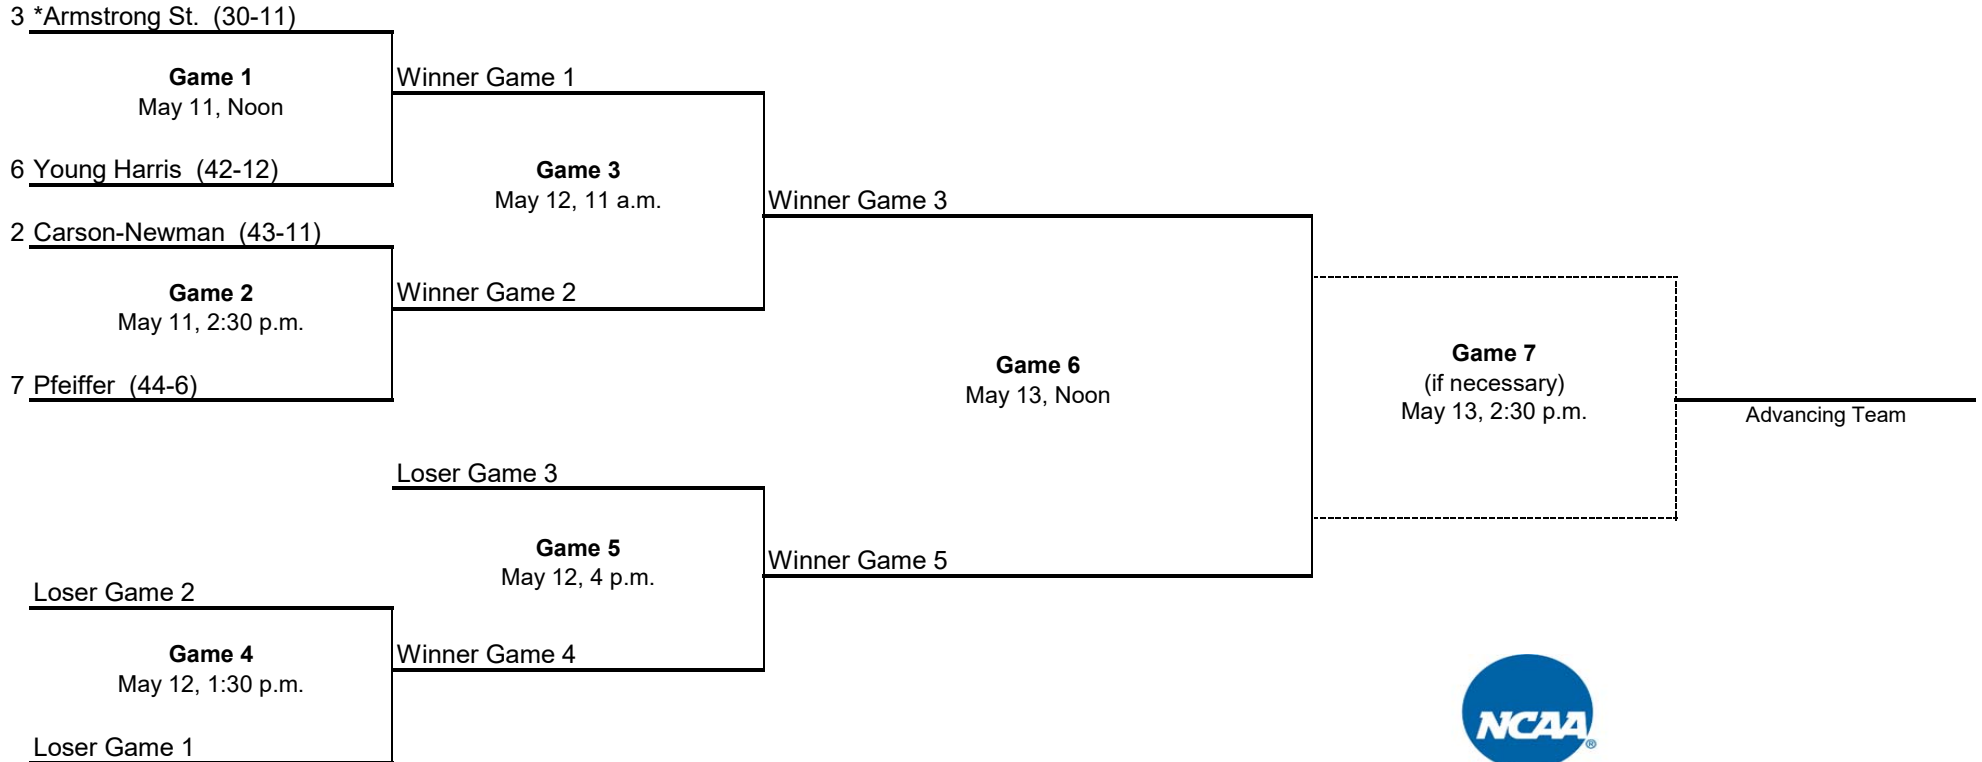 3 *Armstrong St. (30-11)
Game 1
May 11, Noon
6 Young Harris (42-12)
Winner Game 1
Game 3
May 12, 11 a.m.
2 Carson-Newman (43-11)
Game 2
May 11, 2:30 p.m.
7 Pfeiffer (44-6)
Winner Game 2
Winner Game 3
Game 6
May 13, Noon
Game 7
(if necessary)
May 13, 2:30 p.m.
Advancing Team
Loser Game 3
Game 5
May 12, 4 p.m.
Winner Game 5
Loser Game 2
Game 4
May 12, 1:30 p.m.
Loser Game 1
Winner Game 4
NCAA®